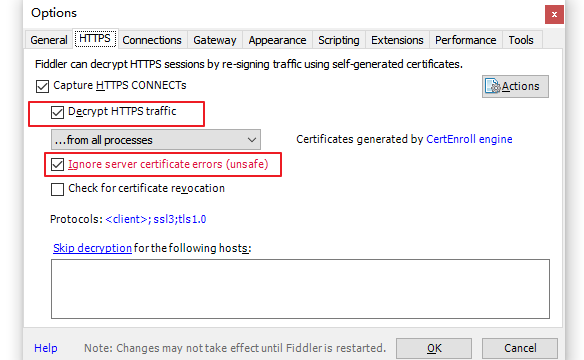 Options
x
General HTTPS Connections Gateway Appearance Scripting Extensions Performance Tools
Fiddler can decrypt HTTPS sessions by re-signing traffic using self-generated certificates.
Capture HTTPS CONNECTs
Actions
Decrypt HTTPS traffic
...from all processes
Certificates generated by CertEnroll engine
Ignore server certificate errors (unsafe)
Check for certificate revocation
Protocols: <client>;ssl3;tls1.0
Skip decryption for the following hosts:
Help Note: Changes may not take effect until Fiddler is restarted. OK Cancel